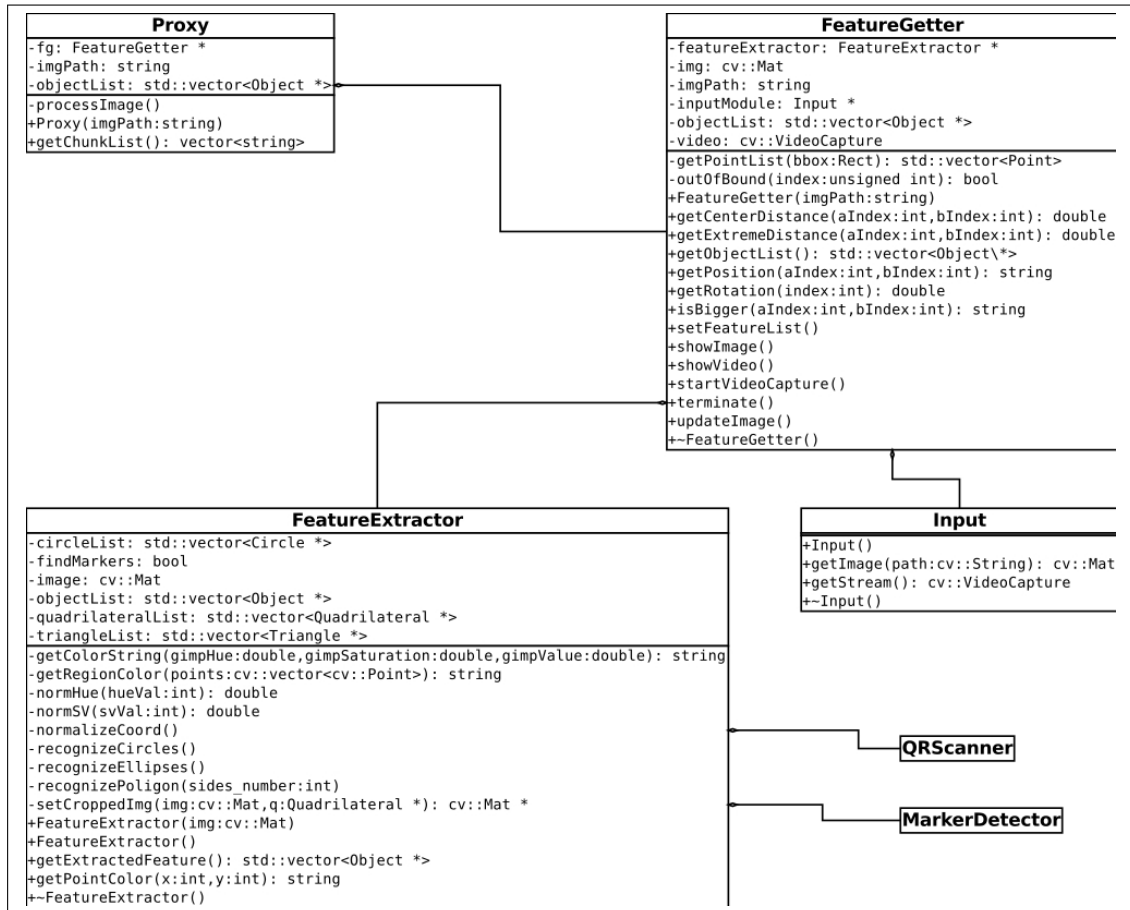 Proxy
-fg: FeatureGetter *
-imgPath: string
-objectList: std::vector<Object *>
-processImage()
+Proxy(imgPath:string)
+getChunkList(): vector<string>
FeatureGetter
-featureExtractor: FeatureExtractor *
-img: cv::Mat
-imgPath: string
-inputModule: Input *
-objectList: std::vector<Object *>
-video: cv::VideoCapture
-getPointList(bbox:Rect): std::vector<Point>
-outOfBound(index:unsigned int): bool
+FeatureGetter(imgPath:string)
+getCenterDistance(aIndex:int,bIndex:int): double
+getExtremeDistance(aIndex:int,bIndex:int): double
+getObjectList(): std::vector<Object\*>
+getPosition(aIndex:int,bIndex:int): string
+getRotation(index:int): double
+isBigger(aIndex:int,bIndex:int): string
+setFeatureList()
+showImage()
+showVideo()
+startVideoCapture()
+terminate()
+updateImage()
+~FeatureGetter()
FeatureExtractor
-circleList: std::vector<Circle *>
-findMarkers: bool
-image: cv::Mat
-objectList: std::vector<Object *>
-quadrilateralList: std::vector<Quadrilateral *>
-triangleList: std::vector<Triangle *>
-getColorString(gimpHue:double,gimpSaturation:double,gimpValue:double): string
-getRegionColor(points:cv::vector<cv::Point>): string
-normHue(hueVal:int): double
-normSV(svVal:int): double
-normalizeCoord()
-recognizeCircles()
-recognizeEllipses()
-recognizePoligon(sides_number:int)
-setCroppedImg(img:cv::Mat,q:Quadrilateral *): cv::Mat *
+FeatureExtractor(img:cv::Mat)
+FeatureExtractor()
+getExtractedFeature(): std::vector<Object *>
+getPointColor(x:int,y:int): string
+~FeatureExtractor()
Input
+Input()
+getImage(path:cv::String): cv::Mat
+getStream(): cv::VideoCapture
+~Input()
QRScanner
MarkerDetector